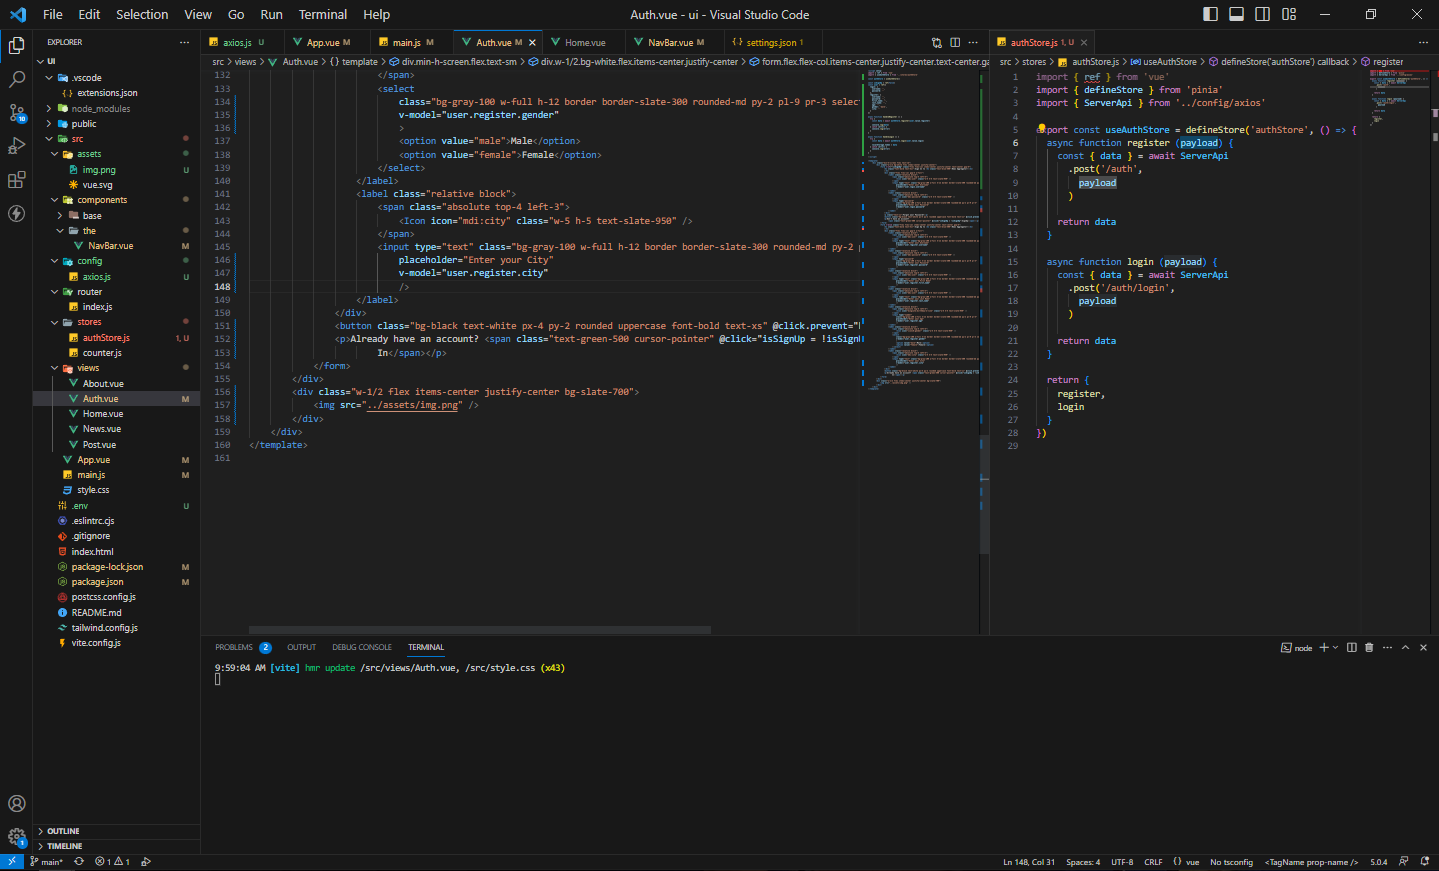 File Edit Selection View Go Run Terminal Help
Auth.vue - ui - Visual Studio Code
EXPLORER
UI
.vscode
extensions.json
node_modules
public
src
assets
img.png U
vue.svg
components
base
the
NavBar.vue M
config
axios.js U
router
index.js
stores
authStore.js 1, U
counter.js
views
About.vue
Auth.vue M
Home.vue
News.vue
Post.vue
App.vue M
main.js M
style.css
.env U
.eslintrc.cjs
.gitignore
index.html
package-lock.json M
package.json M
postcss.config.js
README.md
tailwind.config.js
vite.config.js
OUTLINE
TIMELINE
axios.js U App.vue M main.js M Auth.vue M Home.vue NavBar.vue M settings.json 1
src > views > Auth.vue > {} template > div.min-h-screen.flex.text-sm > div.w-1/2.bg-white.flex.items-center.justify-center > form.flex.flex-col.items-center.justify-center.text-center.ga
132 </span>
133 <select
134 class="bg-gray-100 w-full h-12 border border-slate-300 rounded-md py-2 pl-9 pr-3 selec
135 v-model="user.register.gender"
136 >
137 <option value="male">Male</option>
138 <option value="female">Female</option>
139 </select>
140 </label>
141 <label class="relative block">
142 <span class="absolute top-4 left-3">
143 <Icon icon="mdi:city" class="w-5 h-5 text-slate-950" />
144 </span>
145 <input type="text" class="bg-gray-100 w-full h-12 border border-slate-300 rounded-md py-2 p
146 placeholder="Enter your City"
147 v-model="user.register.city"
148 />
149 </label>
150 </div>
151 <button class="bg-black text-white px-4 py-2 rounded uppercase font-bold text-xs" @click.prevent="
152 <p>Already have an account? <span class="text-green-500 cursor-pointer" @click="isSignUp = !isSign
153 In</span></p>
154 </form>
155 </div>
156 <div class="w-1/2 flex items-center justify-center bg-slate-700">
157 <img src="../assets/img.png" />
158 </div>
159 </div>
160 </template>
161
authStore.js 1, U
src > stores > authStore.js > useAuthStore > defineStore('authStore') callback > register
1 import { ref } from 'vue'
2 import { defineStore } from 'pinia'
3 import { ServerApi } from '../config/axios'
4
5 export const useAuthStore = defineStore('authStore', () => {
6 async function register (payload) {
7 const { data } = await ServerApi
8 .post('/auth',
9 payload
10 )
11
12 return data
13 }
14
15 async function login (payload) {
16 const { data } = await ServerApi
17 .post('/auth/login',
18 payload
19 )
20
21 return data
22 }
23
24 return {
25 register,
26 login
27 }
28 })
29
PROBLEMS 2 OUTPUT DEBUG CONSOLE TERMINAL
node
9:59:04 AM [vite] hmr update /src/views/Auth.vue, /src/style.css (x43)
main* 1 1
Ln 148, Col 31 Spaces: 4 UTF-8 CRLF {} vue No tsconfig <TagName prop-name /> 5.0.4
10
1